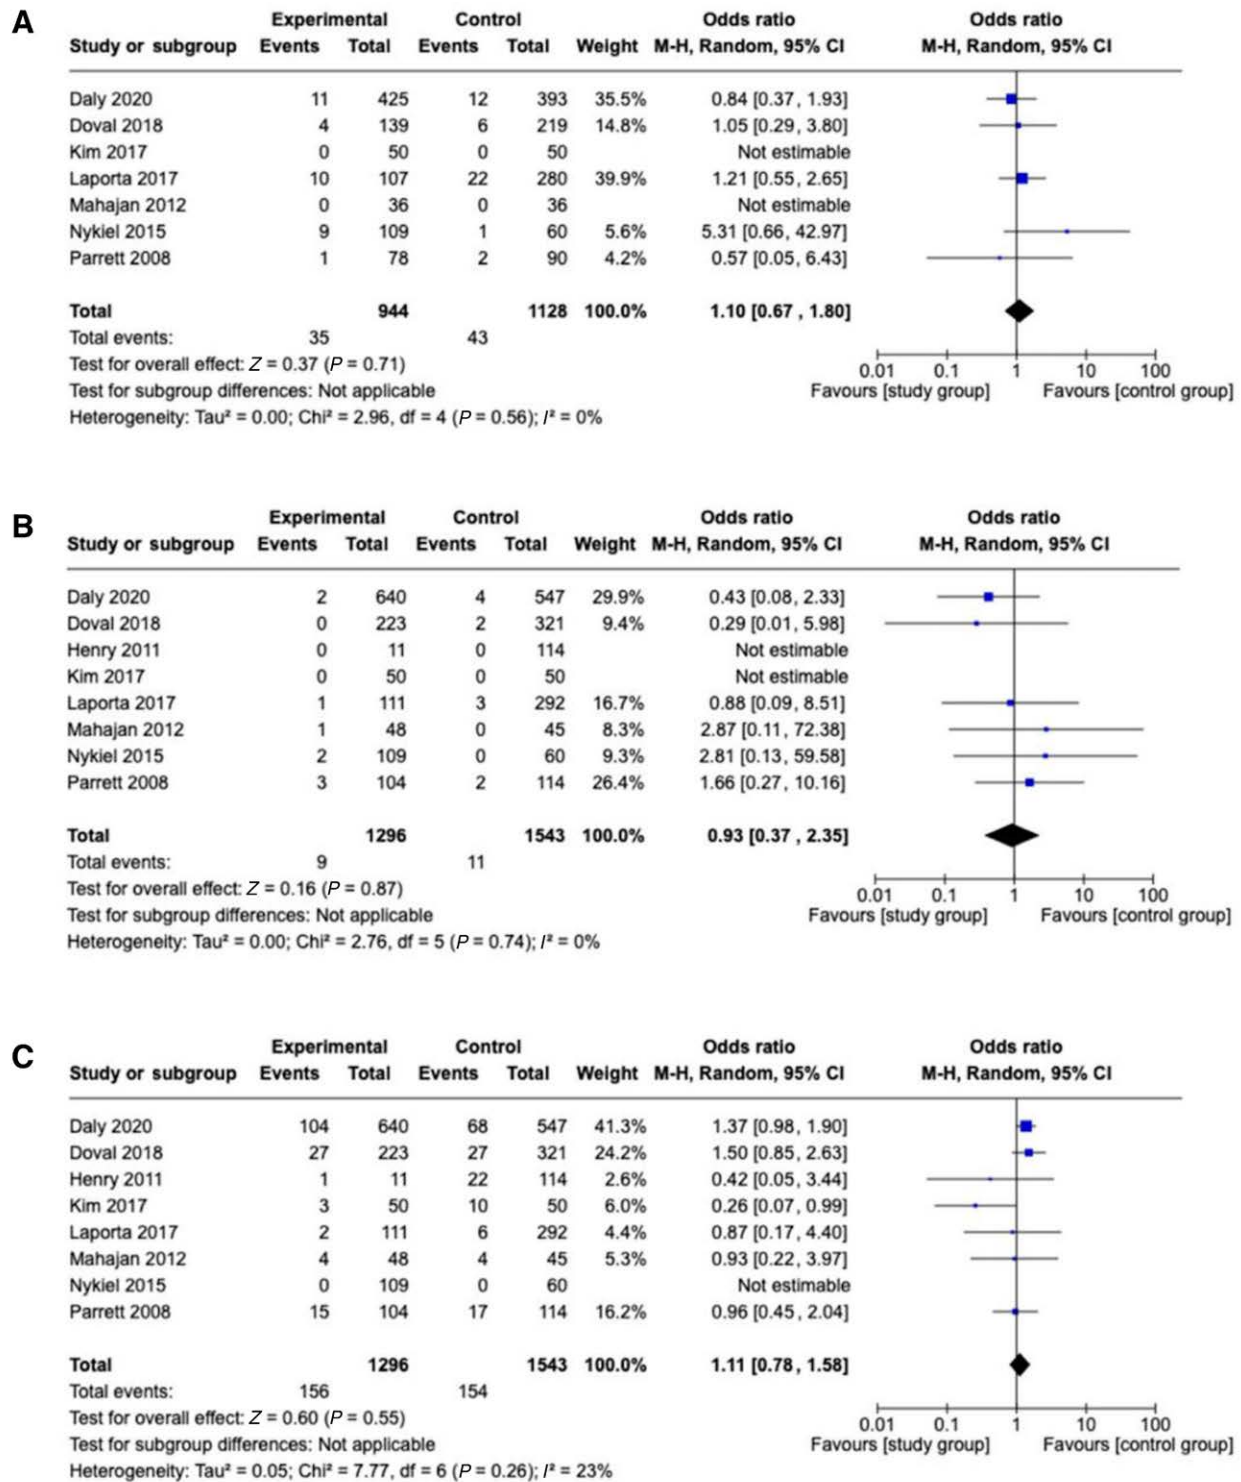 A
Experimental Control Odds ratio Odds ratio
Study or subgroup Events Total Events Total Weight M-H, Random, 95% CI M-H, Random, 95% CI
Daly 2020 11 425 12 393 35.5% 0.84 [0.37 , 1.93]
Doval 2018 4 139 6 219 14.8% 1.05 [0.29 , 3.80]
Kim 2017 0 50 0 50 Not estimable
Laporta 2017 10 107 22 280 39.9% 1.21 [0.55 , 2.65]
Mahajan 2012 0 36 0 36 Not estimable
Nykiel 2015 9 109 1 60 5.6% 5.31 [0.66 , 42.97]
Parrett 2008 1 78 2 90 4.2% 0.57 [0.05 , 6.43]
Total 944 1128 100.0% 1.10 [0.67 , 1.80]
Total events: 35 43
Test for overall effect: Z = 0.37 (P = 0.71)
0.01 0.1 1 10 100
Test for subgroup differences: Not applicable
Favours [study group] Favours [control group]
Heterogeneity: Tau² = 0.00; Chi² = 2.96, df = 4 (P = 0.56); I² = 0%
B
Experimental Control Odds ratio Odds ratio
Study or subgroup Events Total Events Total Weight M-H, Random, 95% CI M-H, Random, 95% CI
Daly 2020 2 640 4 547 29.9% 0.43 [0.08 , 2.33]
Doval 2018 0 223 2 321 9.4% 0.29 [0.01 , 5.98]
Henry 2011 0 11 0 114 Not estimable
Kim 2017 0 50 0 50 Not estimable
Laporta 2017 1 111 3 292 16.7% 0.88 [0.09 , 8.51]
Mahajan 2012 1 48 0 45 8.3% 2.87 [0.11 , 72.38]
Nykiel 2015 2 109 0 60 9.3% 2.81 [0.13 , 59.58]
Parrett 2008 3 104 2 114 26.4% 1.66 [0.27 , 10.16]
Total 1296 1543 100.0% 0.93 [0.37 , 2.35]
Total events: 9 11
Test for overall effect: Z = 0.16 (P = 0.87)
0.01 0.1 1 10 100
Test for subgroup differences: Not applicable
Favours [study group] Favours [control group]
Heterogeneity: Tau² = 0.00; Chi² = 2.76, df = 5 (P = 0.74); I² = 0%
C
Experimental Control Odds ratio Odds ratio
Study or subgroup Events Total Events Total Weight M-H, Random, 95% CI M-H, Random, 95% CI
Daly 2020 104 640 68 547 41.3% 1.37 [0.98 , 1.90]
Doval 2018 27 223 27 321 24.2% 1.50 [0.85 , 2.63]
Henry 2011 1 11 22 114 2.6% 0.42 [0.05 , 3.44]
Kim 2017 3 50 10 50 6.0% 0.26 [0.07 , 0.99]
Laporta 2017 2 111 6 292 4.4% 0.87 [0.17 , 4.40]
Mahajan 2012 4 48 4 45 5.3% 0.93 [0.22 , 3.97]
Nykiel 2015 0 109 0 60 Not estimable
Parrett 2008 15 104 17 114 16.2% 0.96 [0.45 , 2.04]
Total 1296 1543 100.0% 1.11 [0.78 , 1.58]
Total events: 156 154
Test for overall effect: Z = 0.60 (P = 0.55)
0.01 0.1 1 10 100
Test for subgroup differences: Not applicable
Favours [study group] Favours [control group]
Heterogeneity: Tau² = 0.05; Chi² = 7.77, df = 6 (P = 0.26); I² = 23%